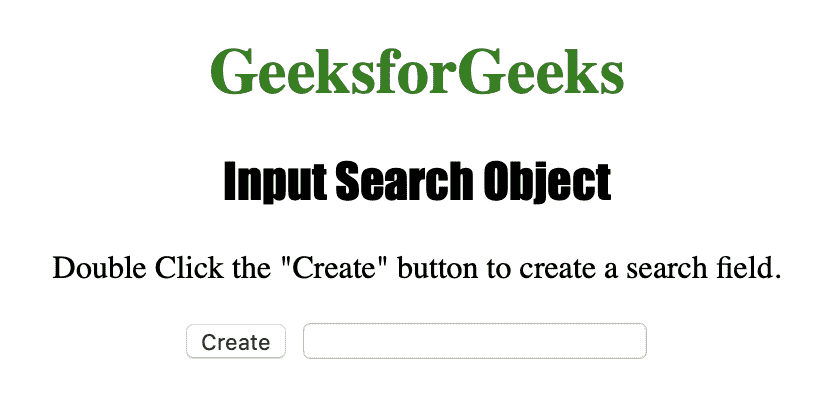 GeeksforGeeks
Input Search Object
Double Click the "Create" button to create a search field.
Create